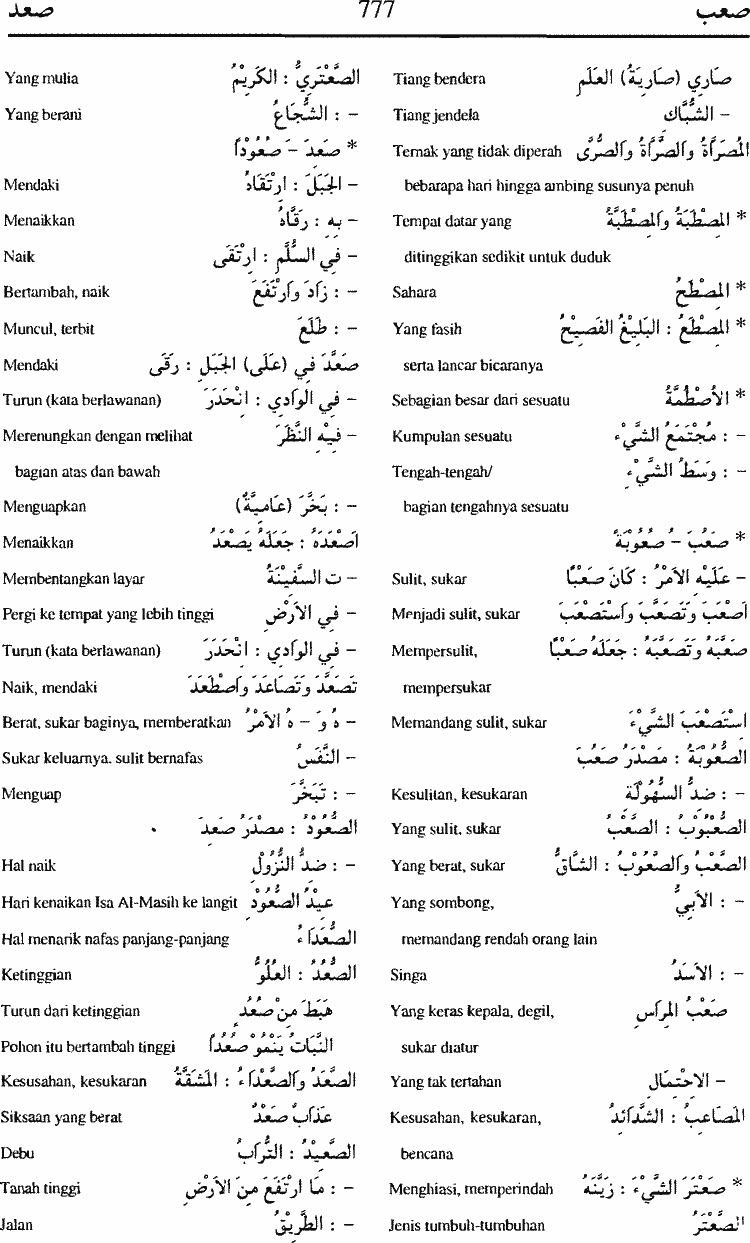 صعب 777 صعد
صَارِي (صَارِيَةُ) العَلَمِ Tiang bendera
– الشُّبَّاك Tiang jendela
المُصَرَّاةُ والصَّرَّاةُ والصُّرَّى Ternak yang tidak diperah
bebarapa hari hingga ambing susunya penuh
* المِصْطَبَةُ والمِصْطَبَّةُ Tempat datar yang
ditinggikan sedikit untuk duduk
* المِصْطَحُ Sahara
* المِصْطَعُ : البَلِيْغُ الفَصِيْحُ Yang fasih
serta lancar bicaranya
* الأُصْطُمَّةُ Sebagian besar dari sesuatu
– : مُجْتَمَعُ الشَّيْءِ Kumpulan sesuatu
– : وَسَطُ الشَّيْءِ Tengah-tengah/
bagian tengahnya sesuatu
* صَعُبَ – صُعُوْبَةً
– عَلَيْهِ الأَمْرُ : كَانَ صَعْبًا Sulit, sukar
اَصْعَبَ وَتَصَعَّبَ وَاسْتَصْعَبَ Menjadi sulit, sukar
صَعَّبَهُ وَتَصَعَّبَهُ : جَعَلَهُ صَعْبًا Mempersulit,
mempersukar
اسْتَصْعَبَ الشَّيْءَ Memandang sulit, sukar
الصُّعُوْبَةُ : مَصْدَرُ صَعُبَ
– : ضِدُّ السُّهُوْلَةِ Kesulitan, kesukaran
الصُّعْبُوْبُ : الصَّعْبُ Yang sulit, sukar
الصَّعْبُ وَالصُّعُوْبُ : الشَّاقُّ Yang berat, sukar
– : الأَبِيُّ Yang sombong,
memandang rendah orang lain
– : الأَسَدُ Singa
صَعْبُ المِرَاسِ Yang keras kepala, degil,
sukar diatur
– الاحْتِمَالِ Yang tak tertahan
المَصَاعِبُ : الشَّدَائِدُ Kesusahan, kesukaran,
bencana
* صَعْتَرَ الشَّيْءَ : زَيَّنَهُ Menghiasi, memperindah
الصَّعْتَرُ Jenis tumbuh-tumbuhan
الصَّعْتَرِيُّ : الكَرِيْمُ Yang mulia
– : الشُّجَاعُ Yang berani
* صَعِدَ – صُعُوْدًا
– الجَبَلَ : ارْتَقَاهُ Mendaki
– بِهِ : رَقَّاهُ Menaikkan
– فِي السُّلَّمِ : ارْتَقَى Naik
– : زَادَ وَارْتَفَعَ Bertambah, naik
– : طَلَعَ Muncul, terbit
صَعَّدَ فِي (عَلَى) الجَبَلِ : رَقَى Mendaki
– فِي الوَادِي : انْحَدَرَ Turun (kata berlawanan)
– فِيْهِ النَّظَرَ Merenungkan dengan melihat
bagian atas dan bawah
– : بَخَّرَ (عَامِيَّةٌ) Menguapkan
اَصْعَدَهُ : جَعَلَهُ يَصْعَدُ Menaikkan
– ت السَّفِيْنَةُ Membentangkan layar
– فِي الأَرْضِ Pergi ke tempat yang lebih tinggi
– فِي الوَادِي : انْحَدَرَ Turun (kata berlawanan)
تَصَعَّدَ وَتَصَاعَدَ وَاصْطَعَدَ Naik, mendaki
– هُ وَ – هُ الأَمْرُ Berat, sukar baginya, memberatkan
– النَّفَسُ Sukar keluarnya. sulit bernafas
– : تَبَخَّرَ Menguap
الصُّعُوْدُ : مَصْدَرُ صَعِدَ
– : ضِدُّ النُّزُوْلِ Hal naik
عِيْدُ الصُّعُوْدِ Hari kenaikan Isa Al-Masih ke langit
الصُّعَدَاءُ Hal menarik nafas panjang-panjang
الصُّعُدُ : العُلُوُّ Ketinggian
هَبَطَ مِنْ صُعُدٍ Turun dari ketinggian
النَّبَاتُ يَنْمُوْ صُعُدًا Pohon itu bertambah tinggi
الصَّعَدُ وَالصَّعْدَاءُ : المَشَقَّةُ Kesusahan, kesukaran
عَذَابٌ صَعَدٌ Siksaan yang berat
الصَّعِيْدُ : التُّرَابُ Debu
– : مَا ارْتَفَعَ مِنَ الأَرْضِ Tanah tinggi
– : الطَّرِيْقُ Jalan